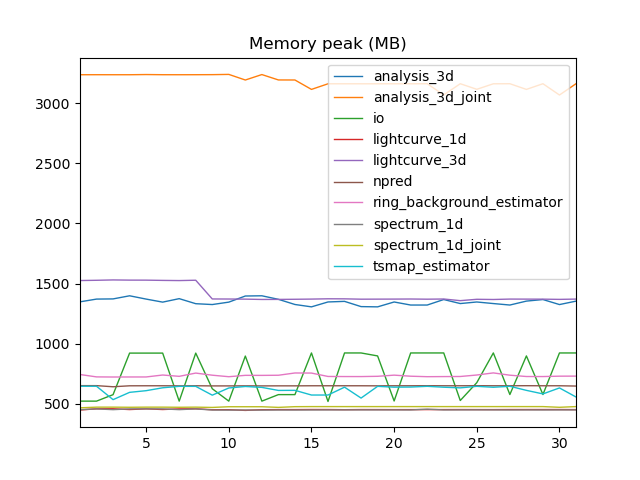 Memory peak (MB)
3000
2500
2000
1500
1000
500
analysis_3d
analysis_3d_joint
io
lightcurve_1d
lightcurve_3d
npred
ring_background_estimator
spectrum_1d
spectrum_1d_joint
tsmap_estimator
5 10 15 20 25 30